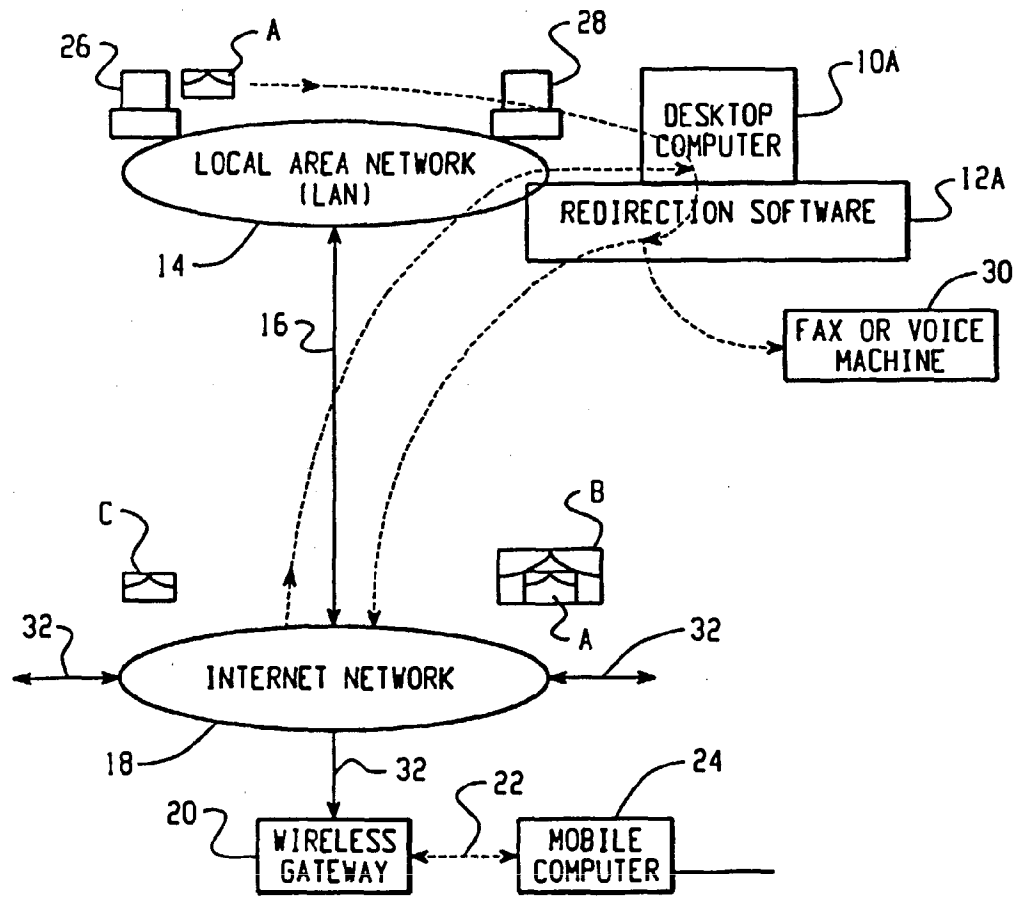 26
A
28
10A
DESKTOP
COMPUTER
LOCAL AREA NETWORK
(LAN)
12A
REDIRECTION SOFTWARE
14
30
16
FAX OR VOICE
MACHINE
C
B
A
32
32
INTERNET NETWORK
18
32
22
24
20
WIRELESS
GATEWAY
MOBILE
COMPUTER